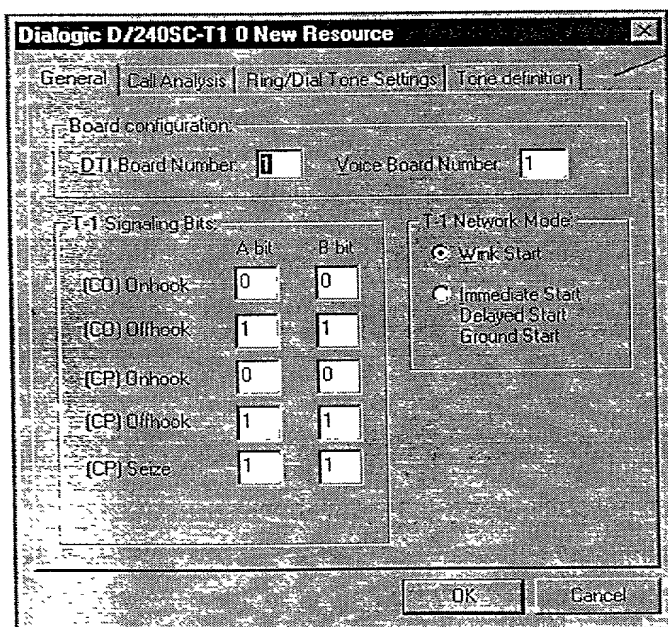 Dialogic D/240SC-T1 0 New Resource
General Call Analysis Ring/Dial Tone Settings Tone definition
Board configuration:
DTI Board Number: 1 Voice Board Number: 1
T-1 Signaling Bits:
A bit B bit
(CO) Onhook 0 0
(CO) Offhook 1 1
(CP) Onhook 0 0
(CP) Offhook 1 1
(CP) Seize 1 1
T-1 Network Mode:
Wink Start
Immediate Start
Delayed Start
Ground Start
OK Cancel